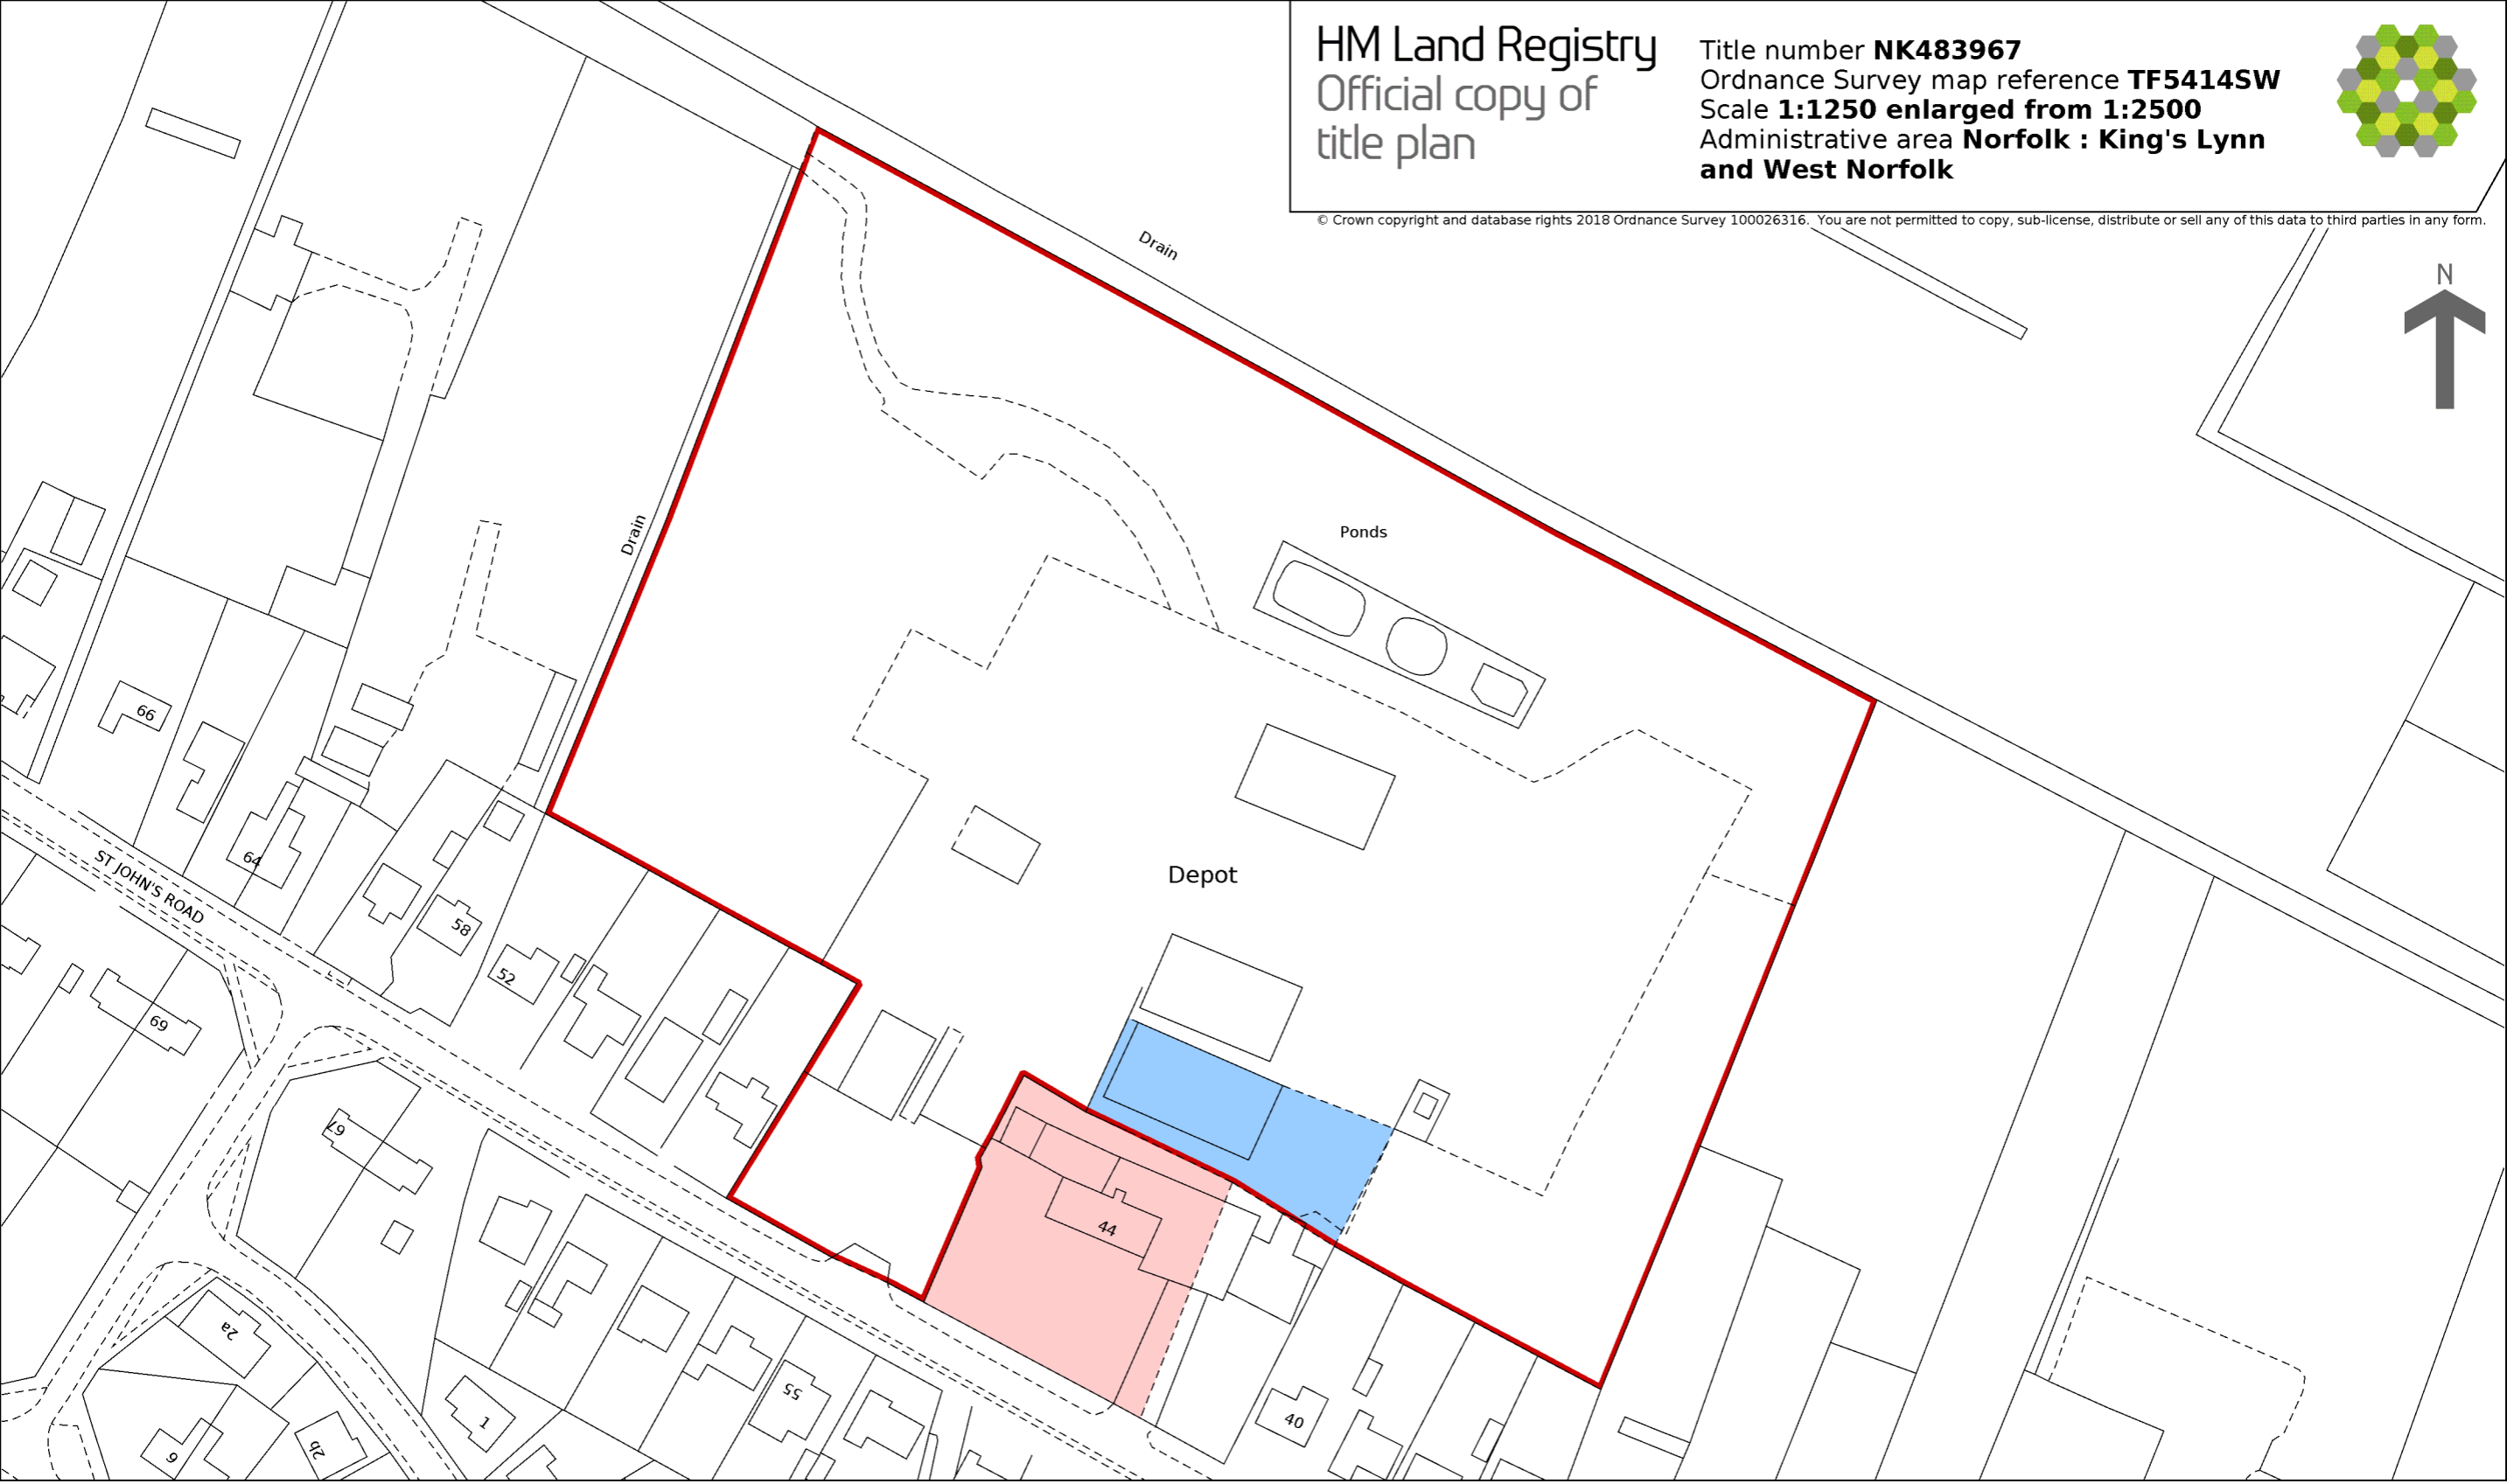 HM Land Registry
Official copy of
title plan
Title number NK483967
Ordnance Survey map reference TF5414SW
Scale 1:1250 enlarged from 1:2500
Administrative area Norfolk : King's Lynn
and West Norfolk
© Crown copyright and database rights 2018 Ordnance Survey 100026316. You are not permitted to copy, sub-license, distribute or sell any of this data to third parties in any form.
N
Drain
Drain
Ponds
66
64
Depot
ST JOHN'S ROAD
58
52
69
67
44
2a
55
1
40
2b
9